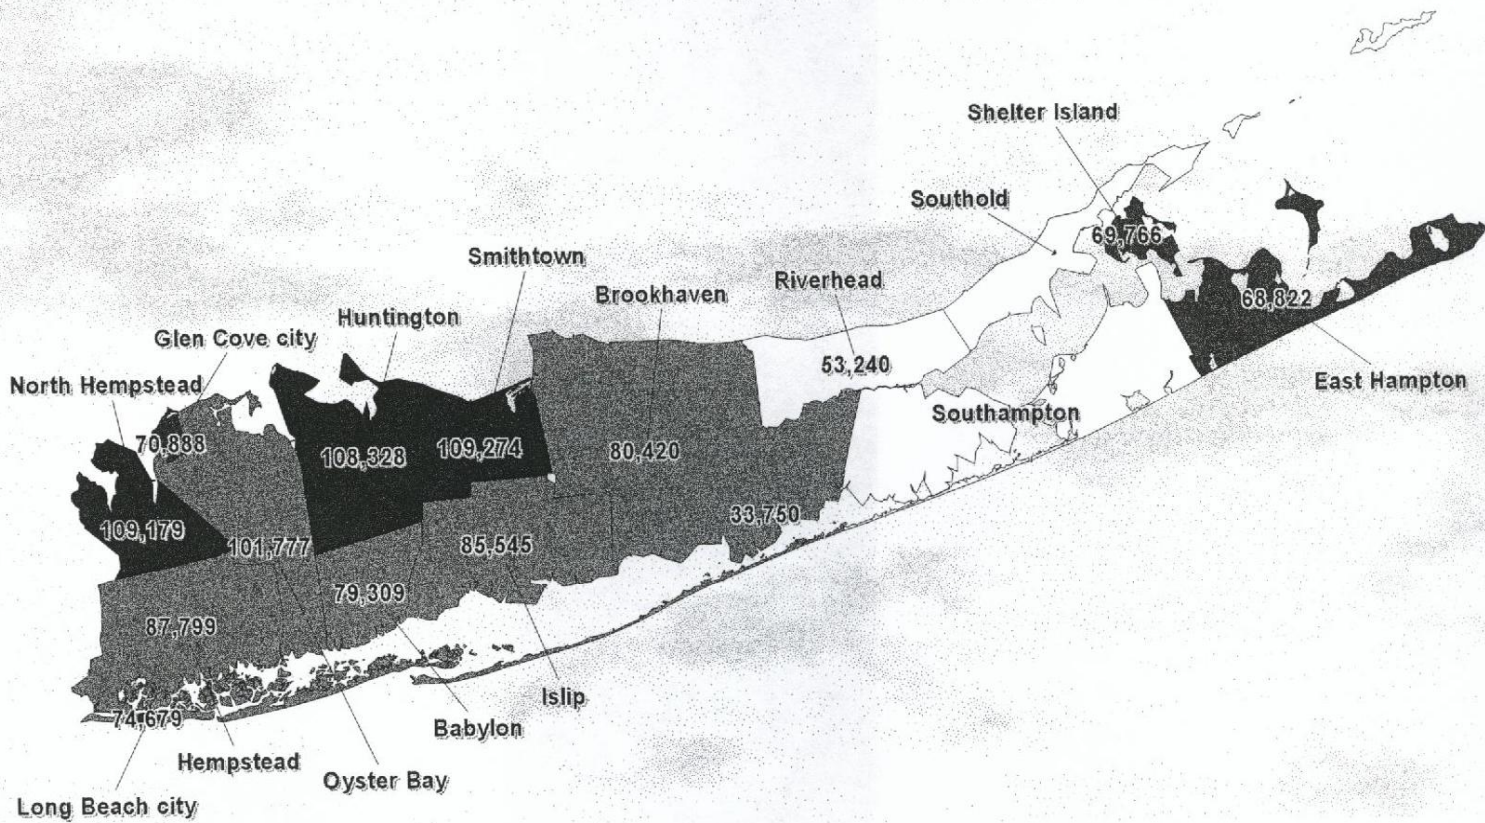 Shelter Island
Southold
69,766
Smithtown
Riverhead
Brookhaven
68,822
Huntington
Glen Cove city
53,240
North Hempstead
East Hampton
Southampton
70,888
108,328
109,274
80,420
33,750
109,179
101,777
85,545
79,309
87,799
Islip
74,679
Babylon
Hempstead
Oyster Bay
Long Beach city